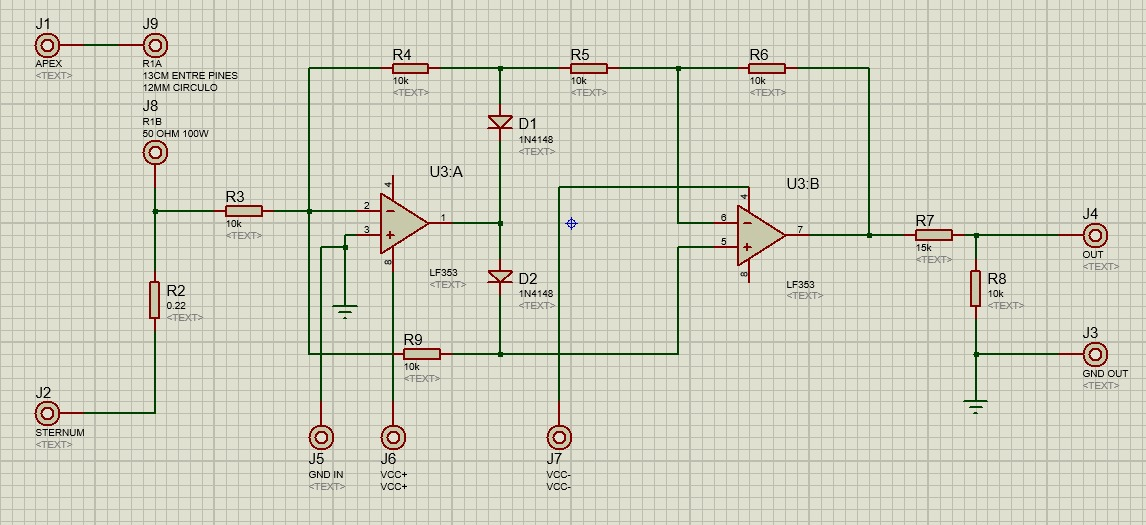 J1
J9
APEX
<TEXT>
R1A
13CM ENTRE PINES
12MM CIRCULO
J8
R1B
50 OHM 100W
R4
10k
<TEXT>
R5
10k
<TEXT>
R6
10k
<TEXT>
D1
1N4148
<TEXT>
U3:A
4
2
3
1
8
LF353
<TEXT>
R3
10k
<TEXT>
U3:B
4
6
5
7
8
LF353
<TEXT>
R7
15k
<TEXT>
J4
OUT
<TEXT>
R2
0.22
<TEXT>
D2
1N4148
<TEXT>
R8
10k
<TEXT>
R9
10k
<TEXT>
J3
GND OUT
<TEXT>
J2
STERNUM
<TEXT>
J5
GND IN
<TEXT>
J6
VCC+
VCC+
J7
VCC-
VCC-